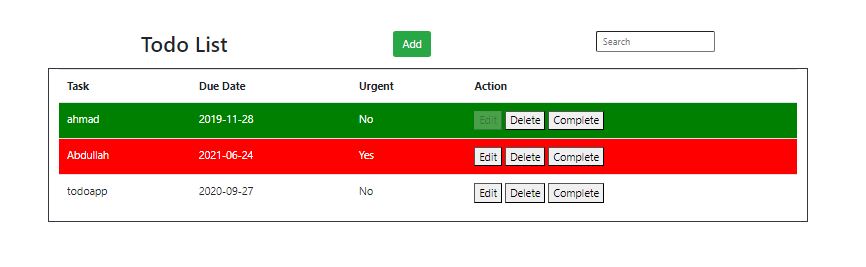 Todo List Add Search
Task Due Date Urgent Action
ahmad 2019-11-28 No Edit Delete Complete
Abdullah 2021-06-24 Yes Edit Delete Complete
todoapp 2020-09-27 No Edit Delete Complete